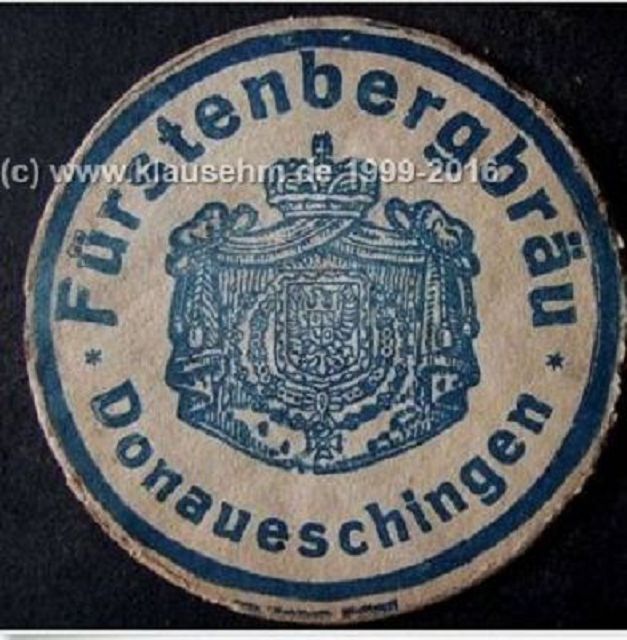 Fürstenbergbräu
(c) www.klausehm.de 1999-2016
* Donaueschingen *